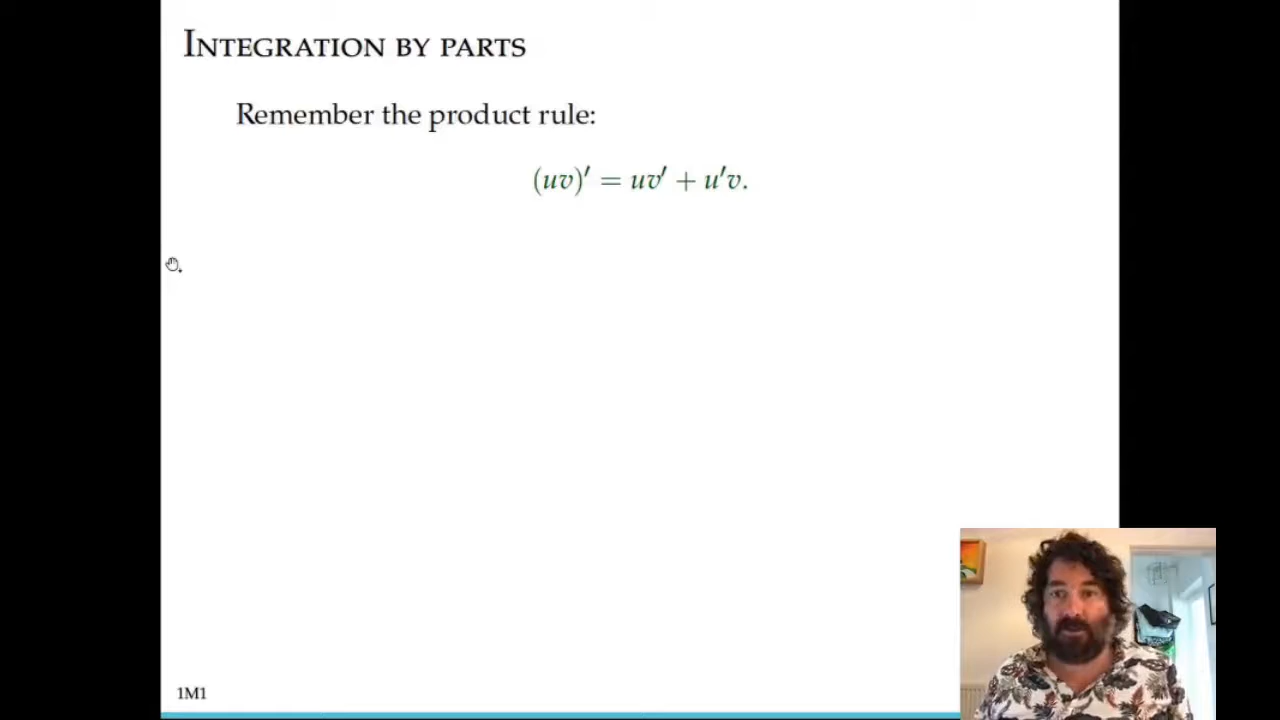 Integration by parts
Remember the product rule:
(uv)′ = uv′ + u′v.
1M1